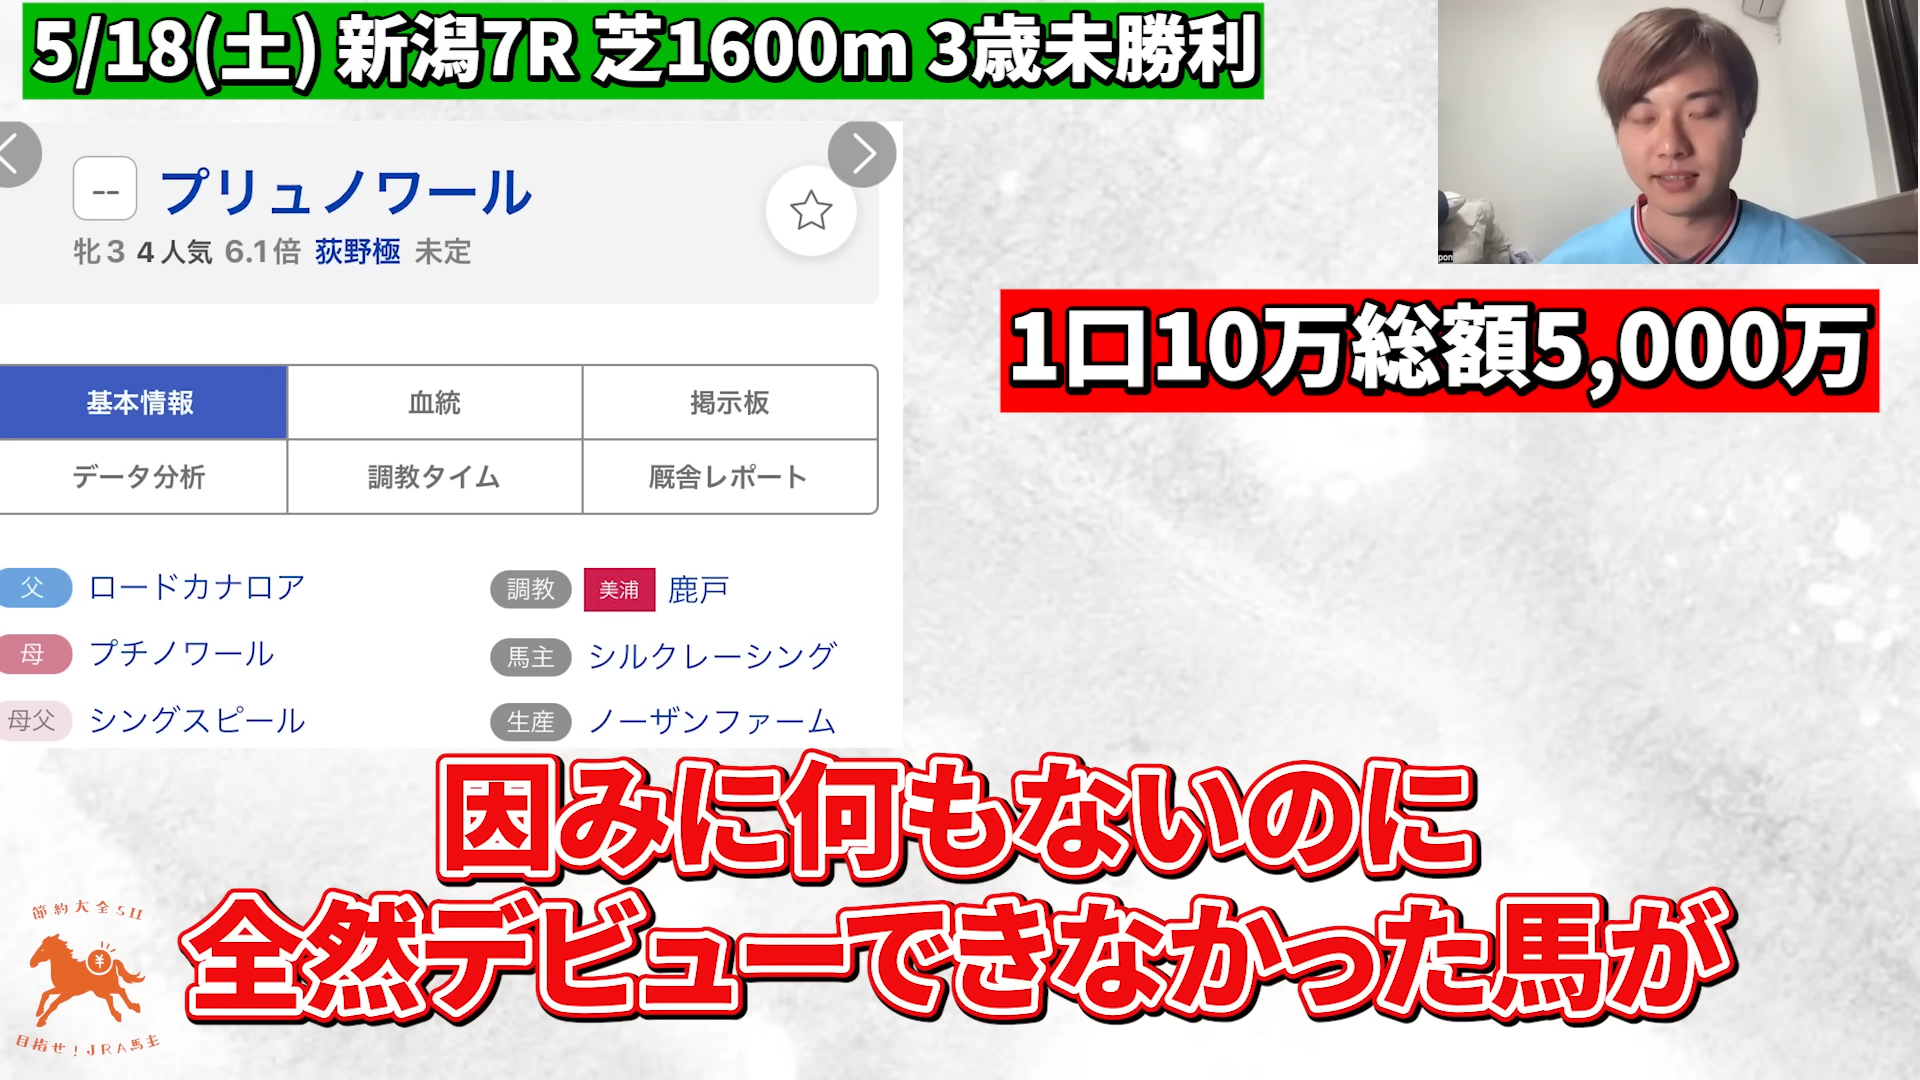 5/18(土) 新潟7R 芝1600m 3歳未勝利
-- プリュノワール
牝3 4人気 6.1倍 荻野極 未定
pon
1口10万総額5,000万
基本情報 血統 掲示板
データ分析 調教タイム 厩舎レポート
父 ロードカナロア 調教 美浦 鹿戸
母 プチノワール 馬主 シルクレーシング
母父 シングスピール 生産 ノーザンファーム
因みに何もないのに
全然デビューできなかった馬が
節約大全SII
¥
目指せ!JRA馬主